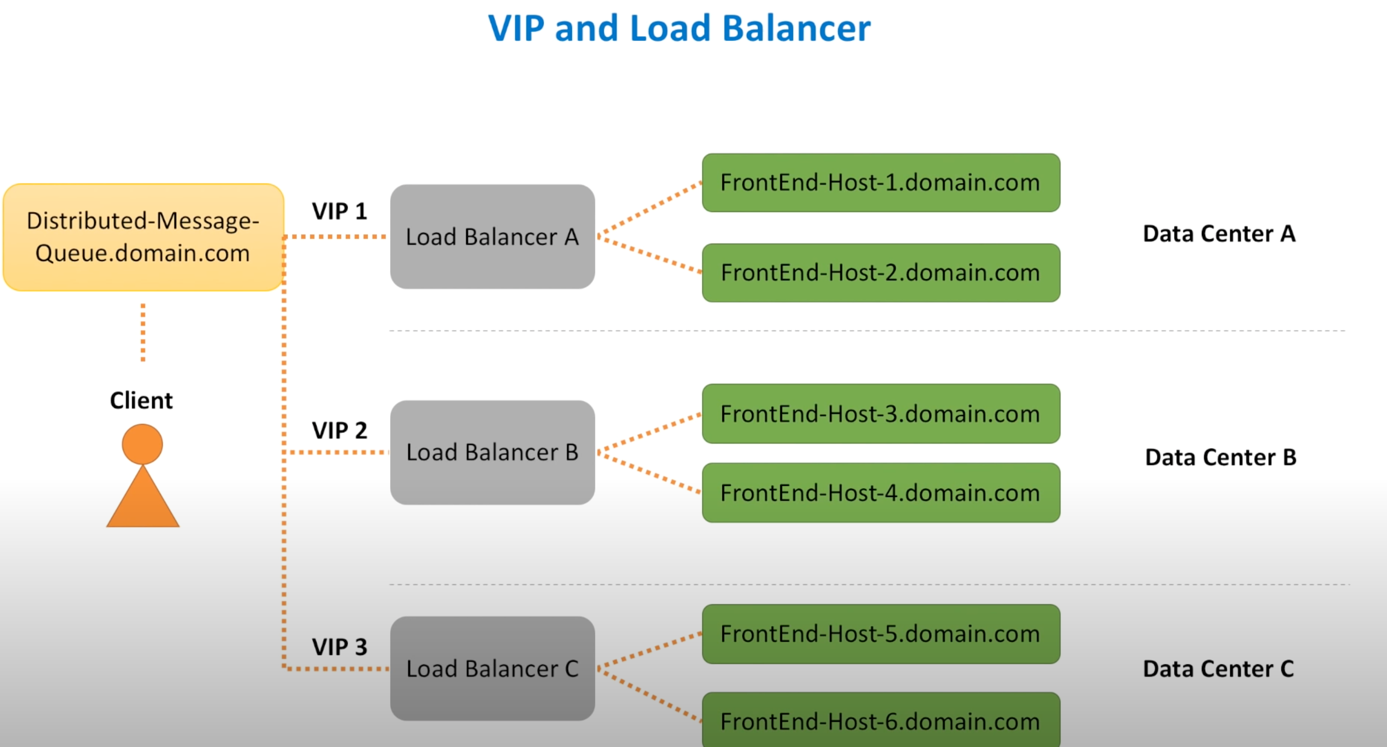 VIP and Load Balancer
Distributed-Message-
Queue.domain.com
Client
VIP 1
Load Balancer A
FrontEnd-Host-1.domain.com
FrontEnd-Host-2.domain.com
Data Center A
VIP 2
Load Balancer B
FrontEnd-Host-3.domain.com
FrontEnd-Host-4.domain.com
Data Center B
VIP 3
Load Balancer C
FrontEnd-Host-5.domain.com
FrontEnd-Host-6.domain.com
Data Center C